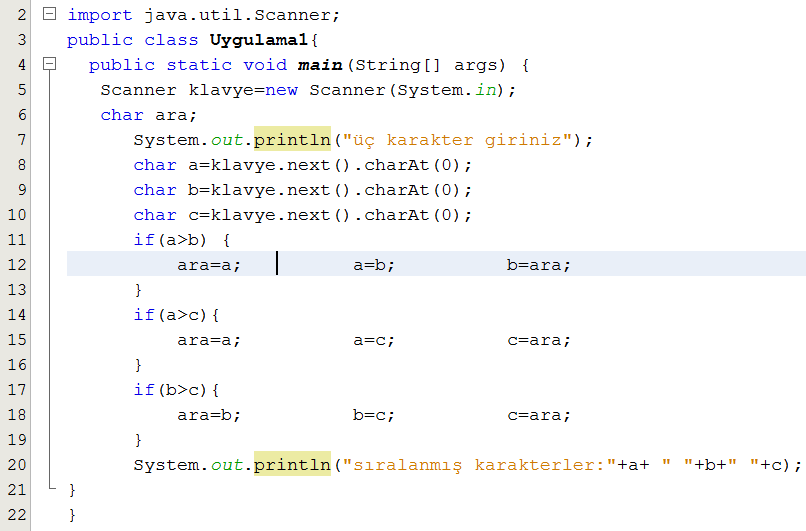 2 import java.util.Scanner;
3 public class Uygulama1{
4 public static void main(String[] args) {
5 Scanner klavye=new Scanner(System.in);
6 char ara;
7 System.out.println("üç karakter giriniz");
8 char a=klavye.next().charAt(0);
9 char b=klavye.next().charAt(0);
10 char c=klavye.next().charAt(0);
11 if(a>b) {
12 ara=a; a=b; b=ara;
13 }
14 if(a>c){
15 ara=a; a=c; c=ara;
16 }
17 if(b>c){
18 ara=b; b=c; c=ara;
19 }
20 System.out.println("sıralanmış karakterler:"+a+ " "+b+" "+c);
21 }
22 }